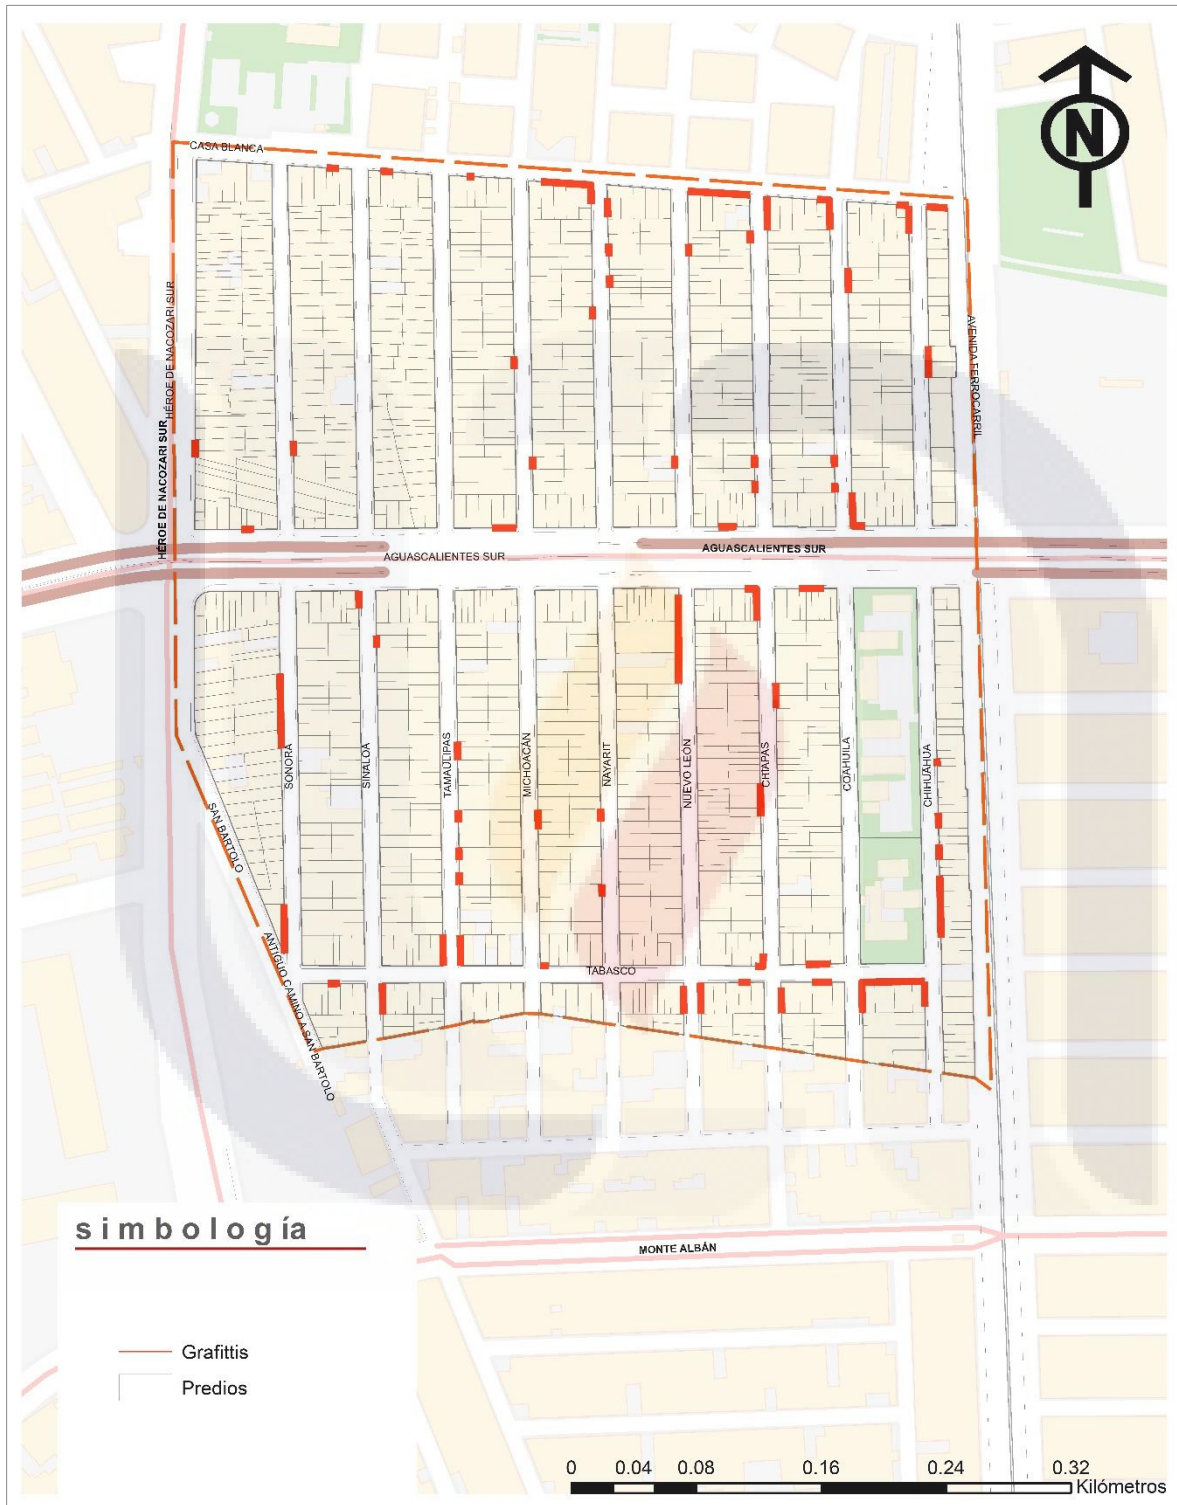 N
CASA BLANCA
HÉROE DE NACOZARI SUR
HÉROE DE NACOZARI SUR
AVENIDA FERROCARRIL
AGUASCALIENTES SUR
AGUASCALIENTES SUR
SONORA
SINALOA
TAMAULIPAS
MICHOACÁN
NAYARIT
NUEVO LEÓN
CHIAPAS
COAHUILA
CHIHUAHUA
SAN BARTOLO
ANTIGUO CAMINO A SAN BARTOLO
TABASCO
MONTE ALBÁN
simbología
Grafittis
Predios
0 0.04 0.08 0.16 0.24 0.32
Kilómetros